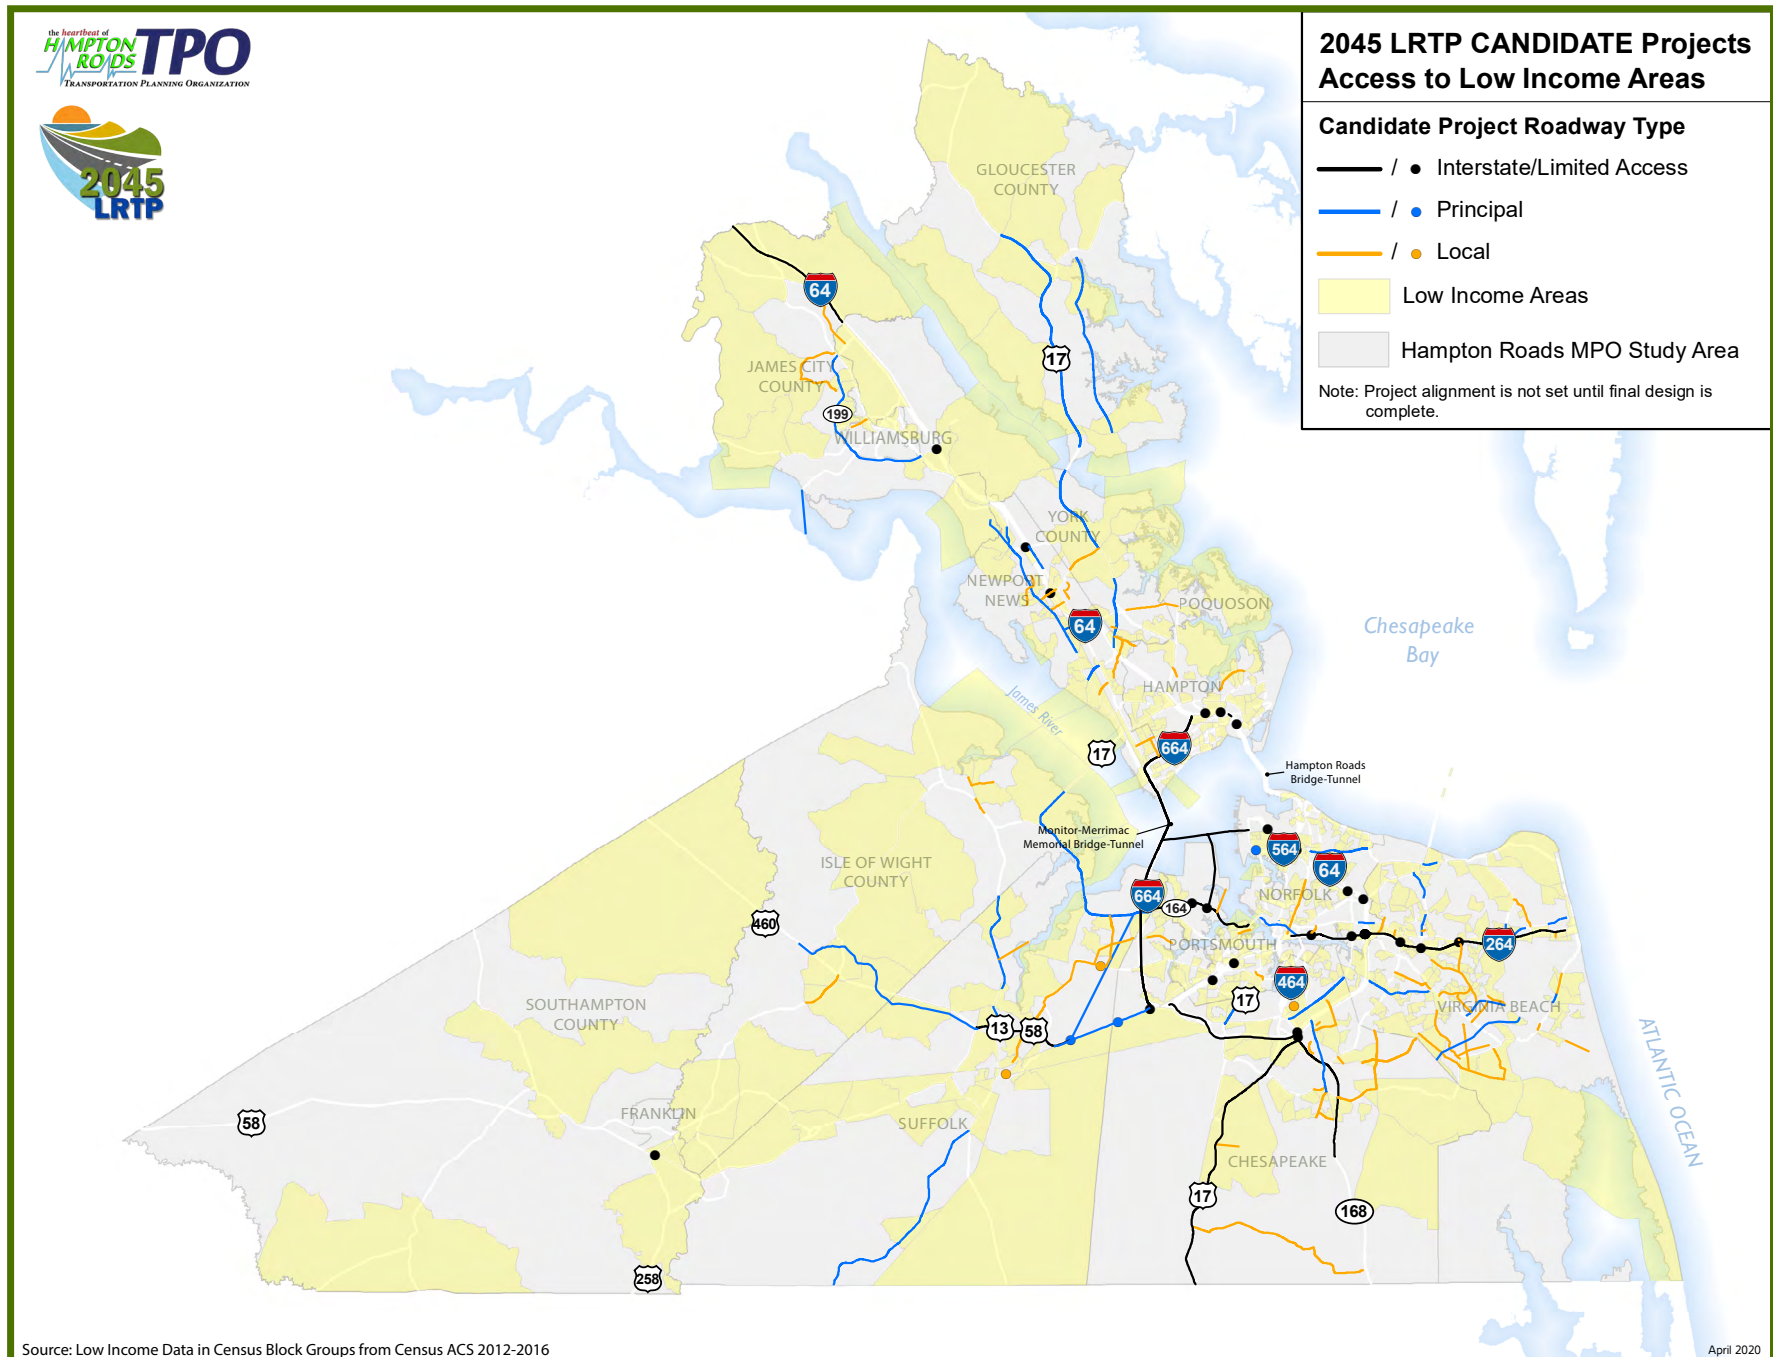 the heartbeat of
HAMPTON
ROADS
TPO
TRANSPORTATION PLANNING ORGANIZATION
2045
LRTP
2045 LRTP CANDIDATE Projects
Access to Low Income Areas
Candidate Project Roadway Type
/ Interstate/Limited Access
/ Principal
/ Local
Low Income Areas
Hampton Roads MPO Study Area
Note: Project alignment is not set until final design is
complete.
GLOUCESTER
COUNTY
64
17
JAMES CITY
COUNTY
199
WILLIAMSBURG
YORK
COUNTY
NEWPORT
NEWS
POQUOSON
64
Chesapeake
Bay
HAMPTON
James River
17
664
Hampton Roads
Bridge-Tunnel
Monitor-Merrimac
Memorial Bridge-Tunnel
564
64
ISLE OF WIGHT
COUNTY
664
164
NORFOLK
460
PORTSMOUTH
264
464
17
SOUTHAMPTON
COUNTY
13
58
VIRGINIA BEACH
ATLANTIC OCEAN
58
FRANKLIN
SUFFOLK
CHESAPEAKE
17
168
258
Source: Low Income Data in Census Block Groups from Census ACS 2012-2016
April 2020